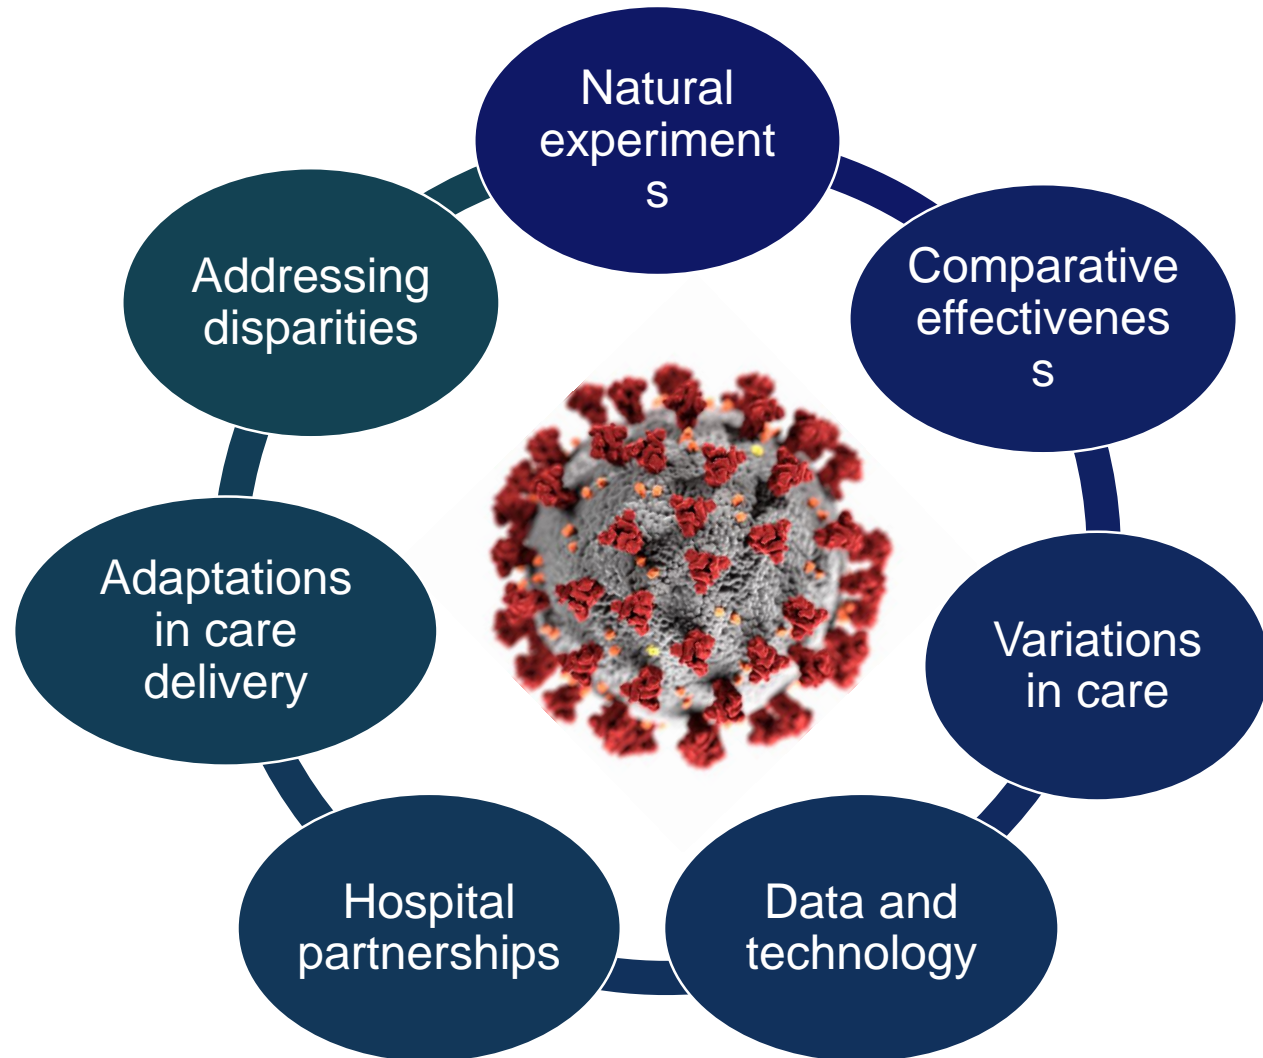 Natural
experiment
s
Comparative
effectivenes
s
Variations
in care
Data and
technology
Hospital
partnerships
Adaptations
in care
delivery
Addressing
disparities